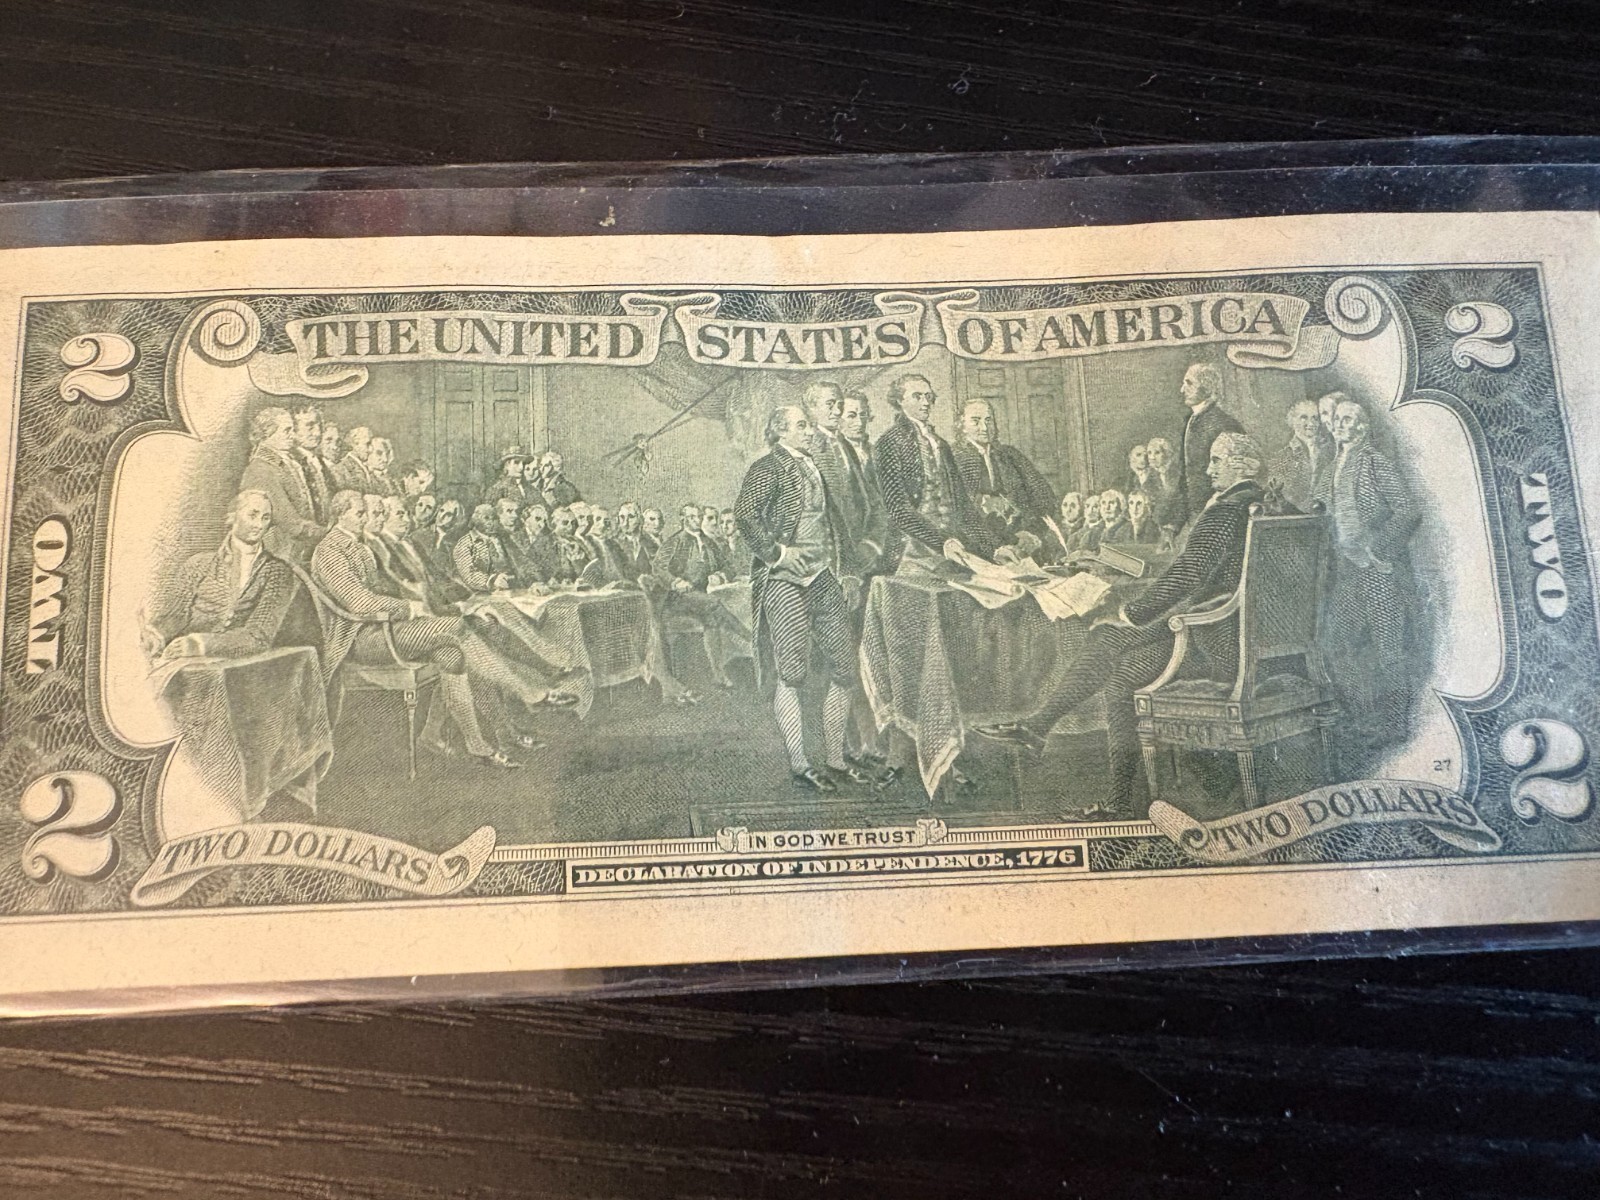 THE UNITED STATES OF AMERICA
2
2
TWO
TWO
27
2
2
TWO DOLLARS
IN GOD WE TRUST
TWO DOLLARS
DECLARATION OF INDEPENDENCE, 1776